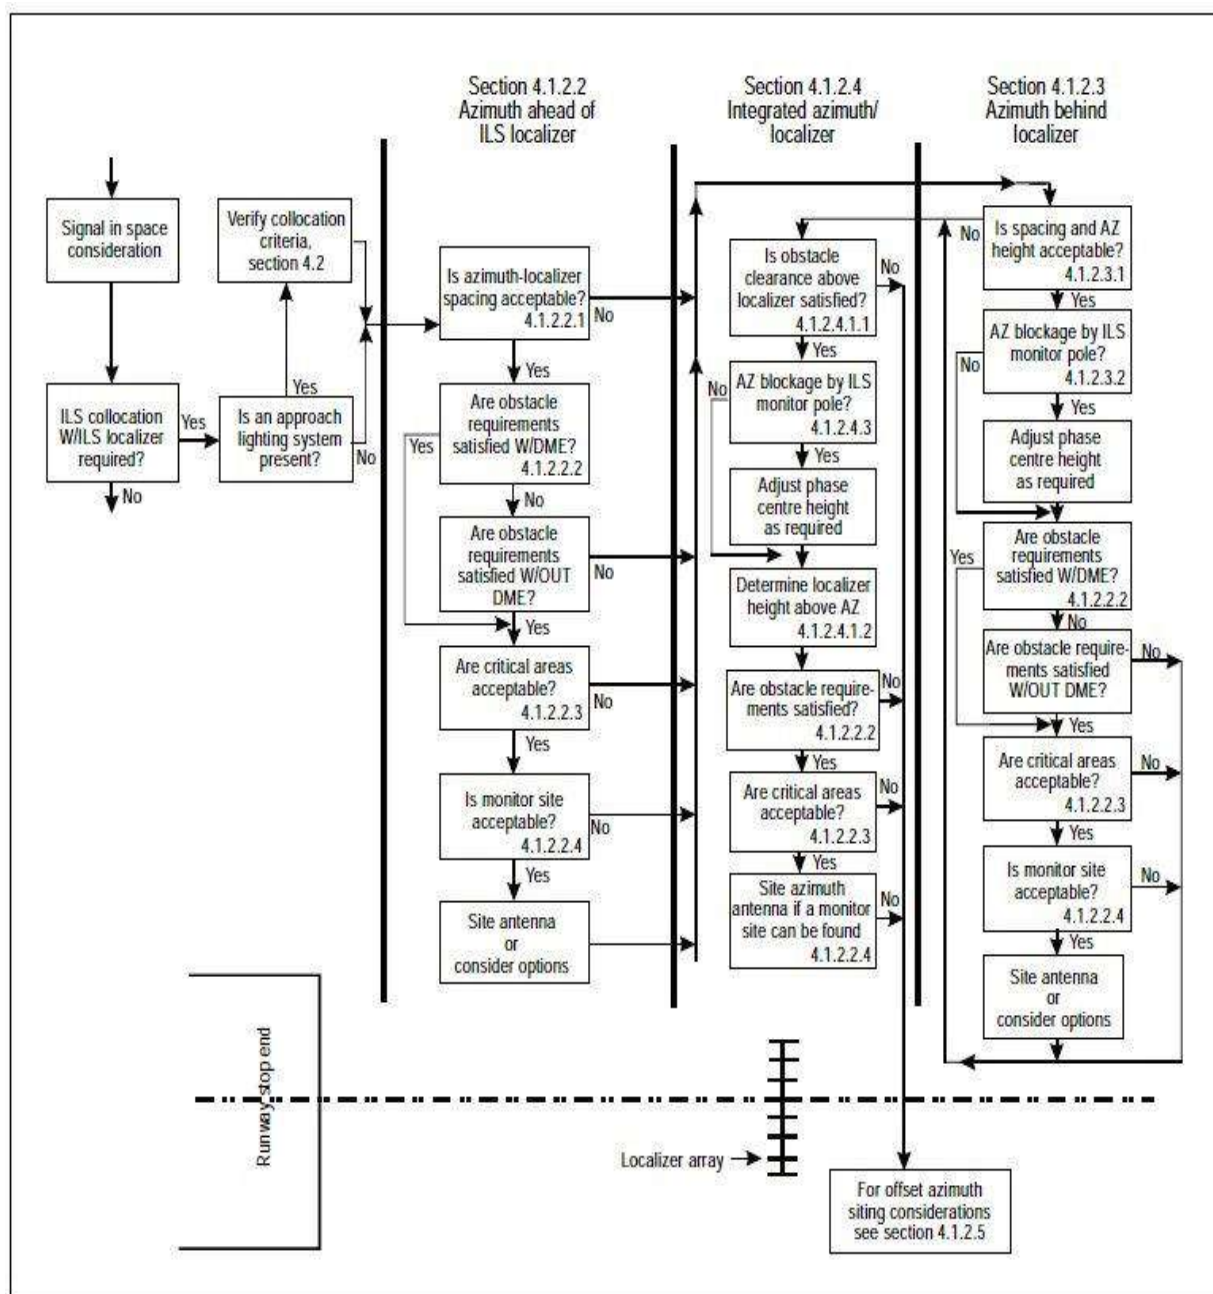 Section 4.1.2.2
Azimuth ahead of
ILS localizer
Section 4.1.2.4
Integrated azimuth/
localizer
Section 4.1.2.3
Azimuth behind
localizer
Signal in space
consideration
ILS collocation
W/ILS localizer
required?
Yes
No
Verify collocation
criteria,
section 4.2
Yes
Is an approach
lighting system
present?
No
Is azimuth-localizer
spacing acceptable?
4.1.2.2.1
No
Yes
Are obstacle
requirements
satisfied W/DME?
4.1.2.2.2
Yes
No
Are obstacle
requirements
satisfied W/OUT
DME?
No
Yes
Are critical areas
acceptable?
4.1.2.2.3
No
Yes
Is monitor site
acceptable?
4.1.2.2.4
No
Yes
Site antenna
or
consider options
Is obstacle
clearance above
localizer satisfied?
4.1.2.4.1.1
No
Yes
AZ blockage by ILS
monitor pole?
4.1.2.4.3
No
Yes
Adjust phase
centre height
as required
Determine localizer
height above AZ
4.1.2.4.1.2
Are obstacle require-
ments satisfied?
4.1.2.2.2
No
Yes
Are critical areas
acceptable?
4.1.2.2.3
No
Yes
Site azimuth
antenna if a monitor
site can be found
4.1.2.2.4
No
Is spacing and AZ
height acceptable?
4.1.2.3.1
No
Yes
AZ blockage by ILS
monitor pole?
4.1.2.3.2
No
Yes
Adjust phase
centre height
as required
Are obstacle
requirements
satisfied W/DME?
4.1.2.2.2
Yes
No
Are obstacle require-
ments satisfied
W/OUT DME?
No
Yes
Are critical areas
acceptable?
4.1.2.2.3
No
Yes
Is monitor site
acceptable?
4.1.2.2.4
No
Yes
Site antenna
or
consider options
Runway stop end
Localizer array
For offset azimuth
siting considerations
see section 4.1.2.5